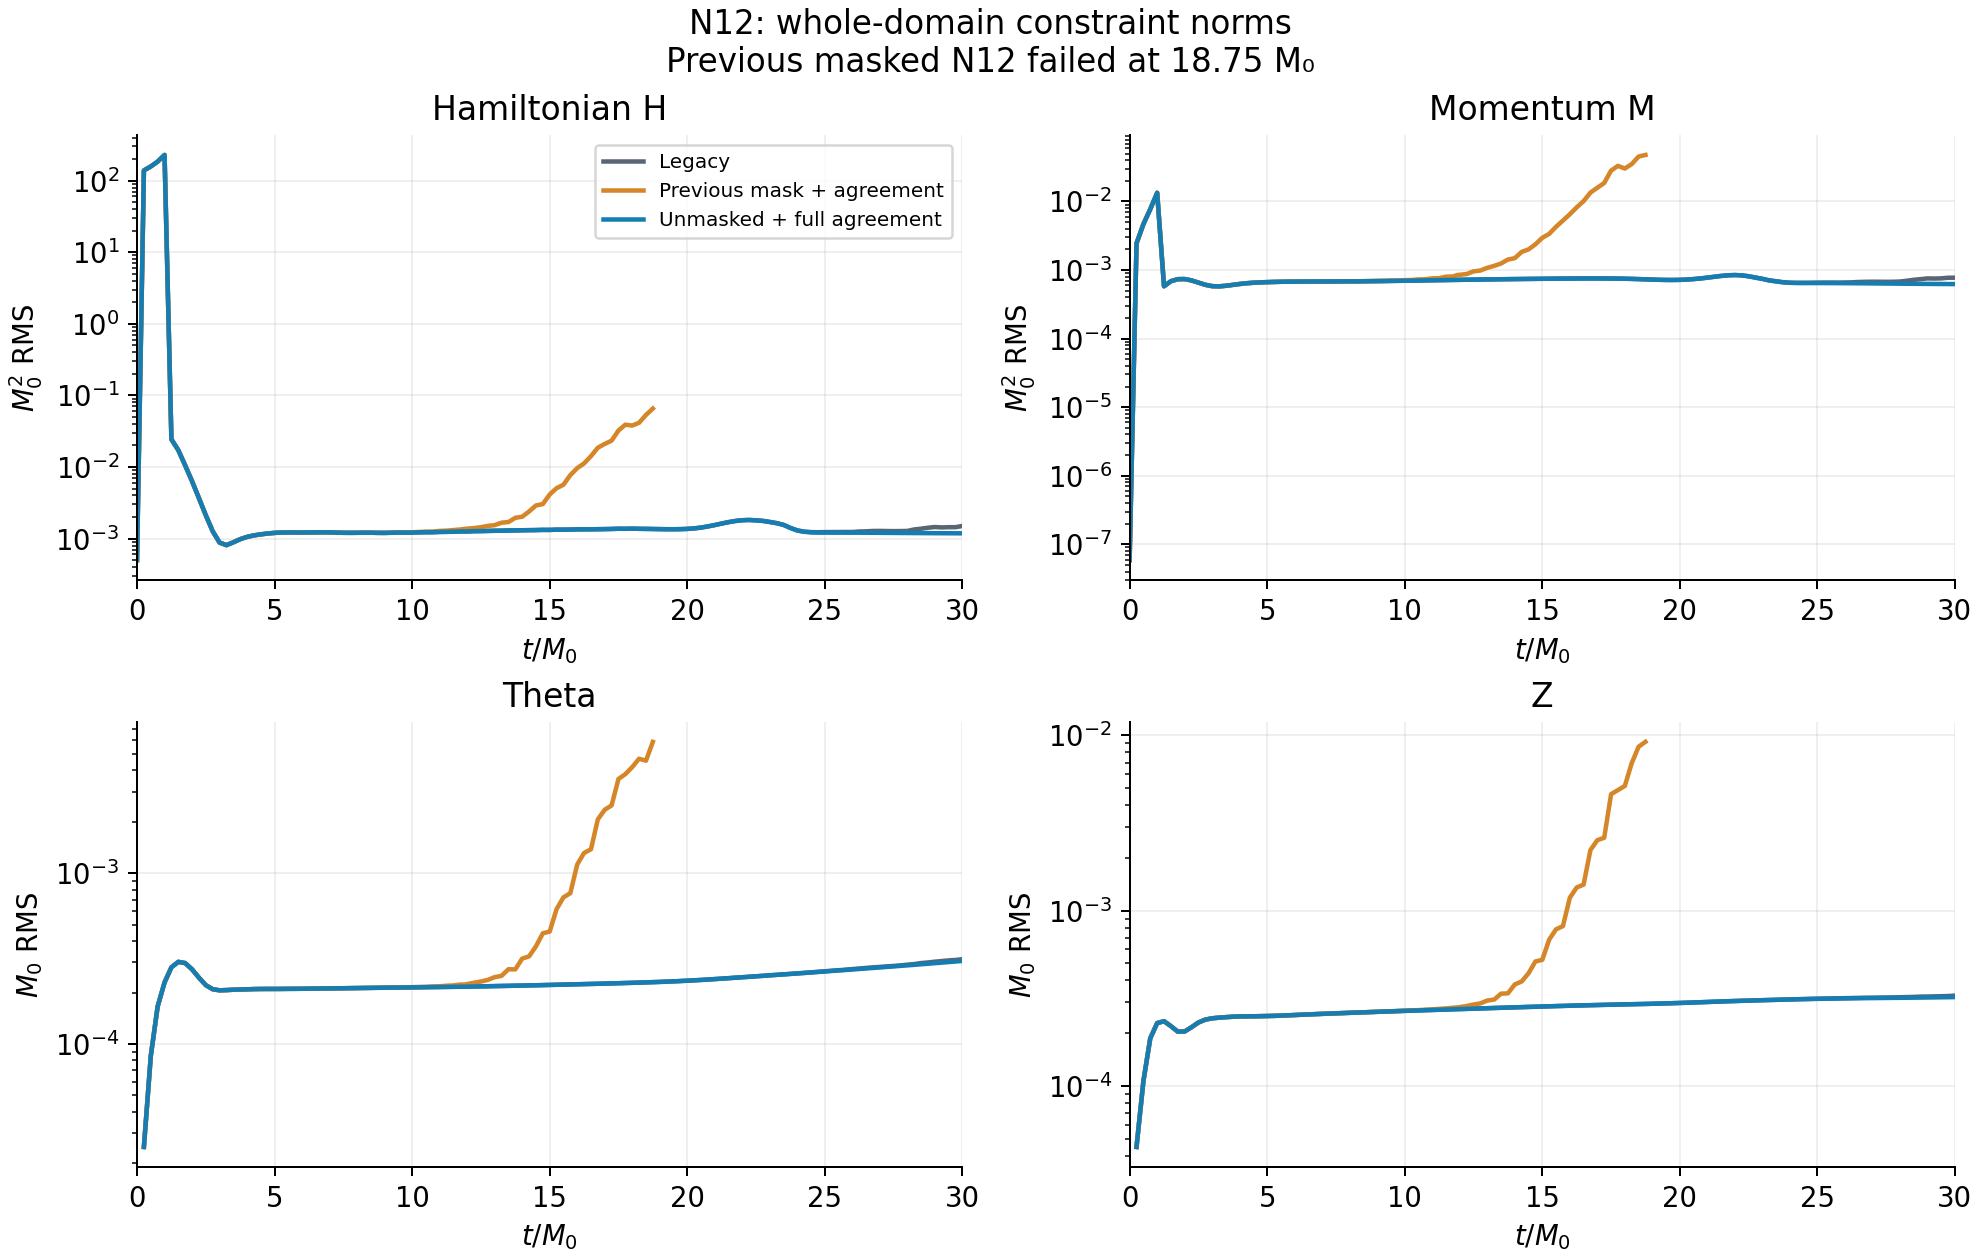 N12: whole-domain constraint norms
Previous masked N12 failed at 18.75 M₀
Hamiltonian H
Legacy
Previous mask + agreement
Unmasked + full agreement
10²
10¹
10⁰
10⁻¹
10⁻²
10⁻³
M₀² RMS
0 5 10 15 20 25 30
t/M₀
Momentum M
10⁻²
10⁻³
10⁻⁴
10⁻⁵
10⁻⁶
10⁻⁷
M₀² RMS
0 5 10 15 20 25 30
t/M₀
Theta
10⁻³
10⁻⁴
M₀ RMS
0 5 10 15 20 25 30
t/M₀
Z
10⁻²
10⁻³
10⁻⁴
M₀ RMS
0 5 10 15 20 25 30
t/M₀